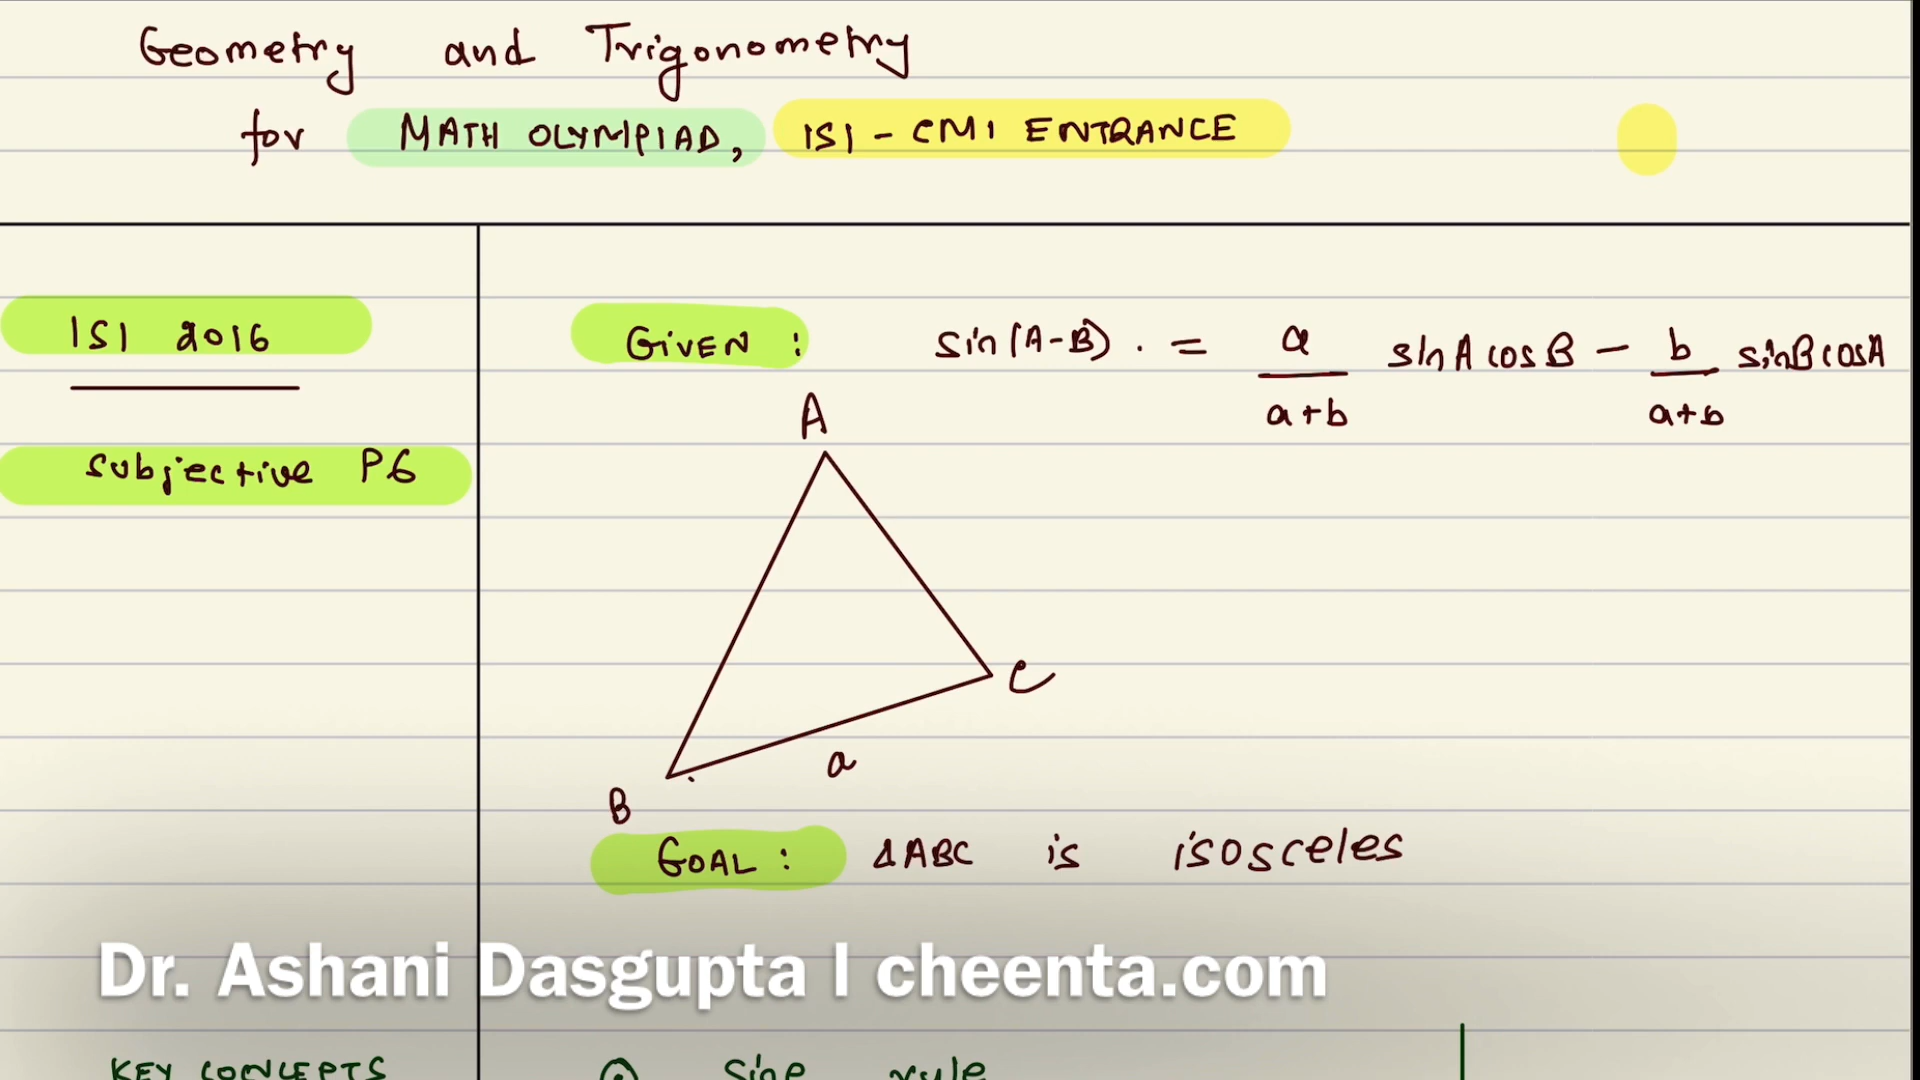 Geometry and Trigonometry
for MATH OLYMPIAD, ISI - CMI ENTRANCE
ISI 2016
Subjective P6
GIVEN : sin(A-B) . = a/(a+b) sinA cosB - b/(a+b) sinB cosA
A
C
a
B
GOAL : ΔABC is isosceles
Dr. Ashani Dasgupta | cheenta.com
KEY CONCEPTS
Sine rule